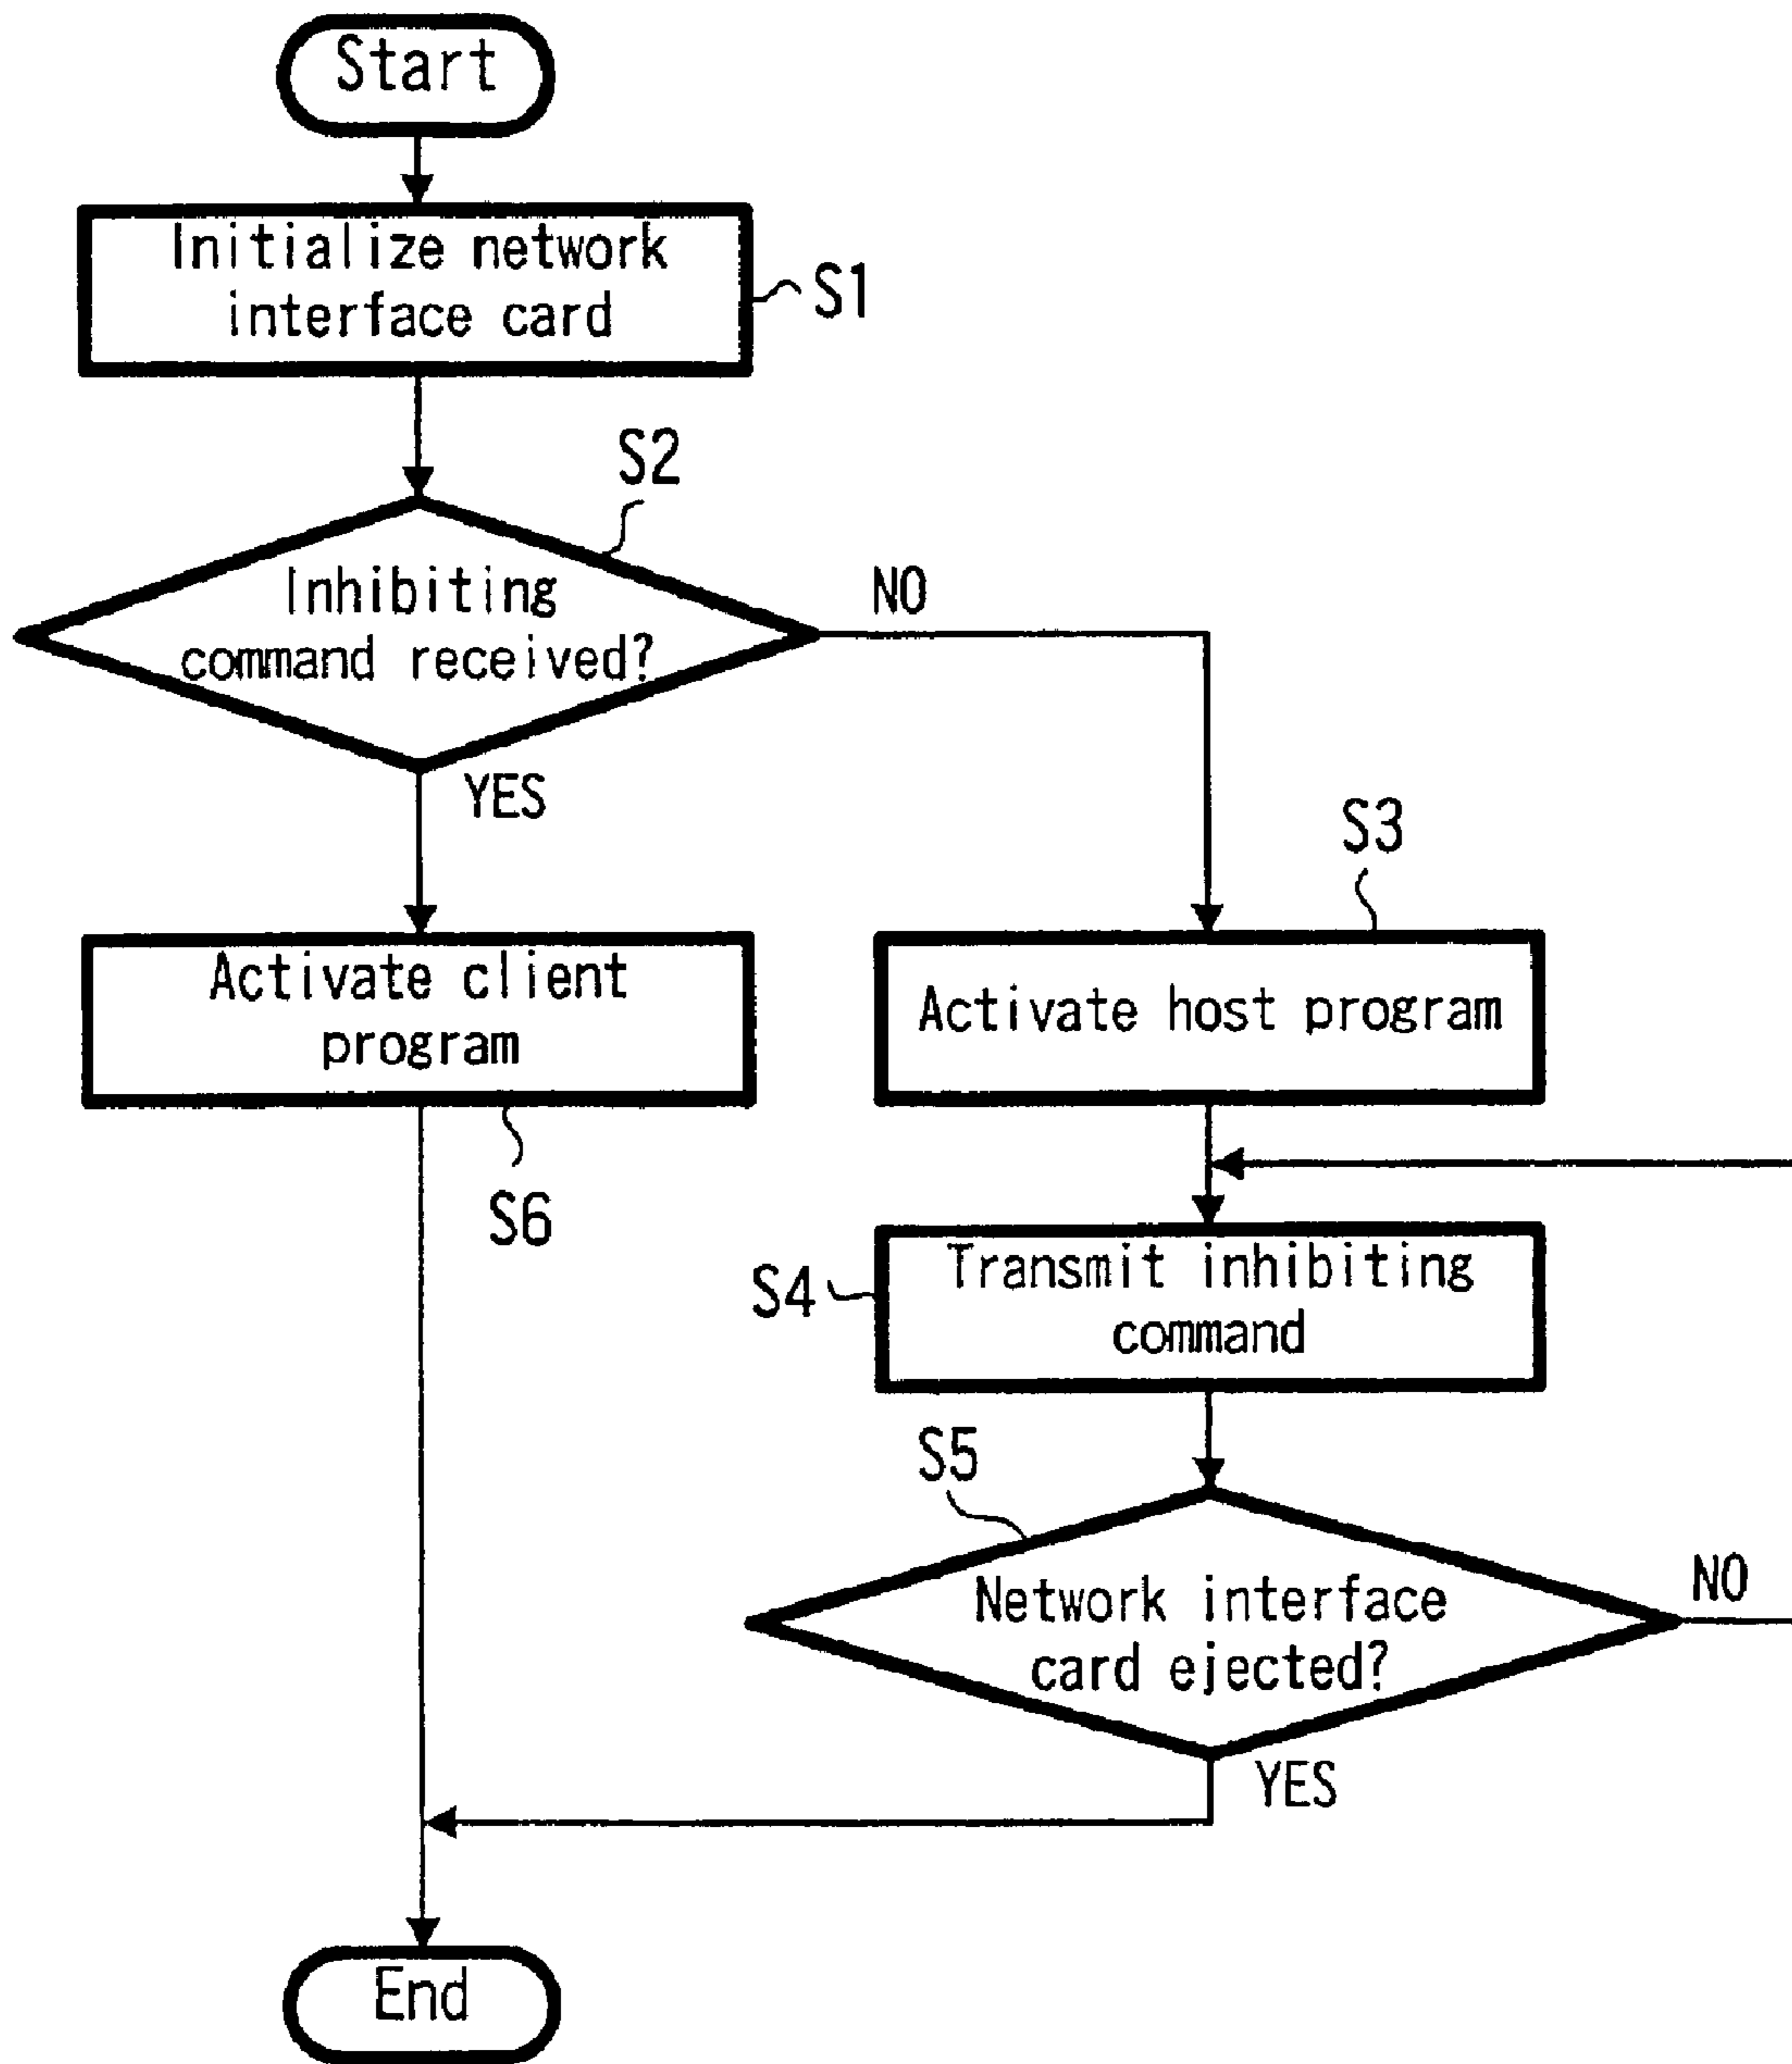 Start
Initialize network
interface card
S1
S2
Inhibiting
command received?
NO
YES
S3
Activate client
program
Activate host program
S6
S4
Transmit inhibiting
command
S5
Network interface
card ejected?
NO
YES
End